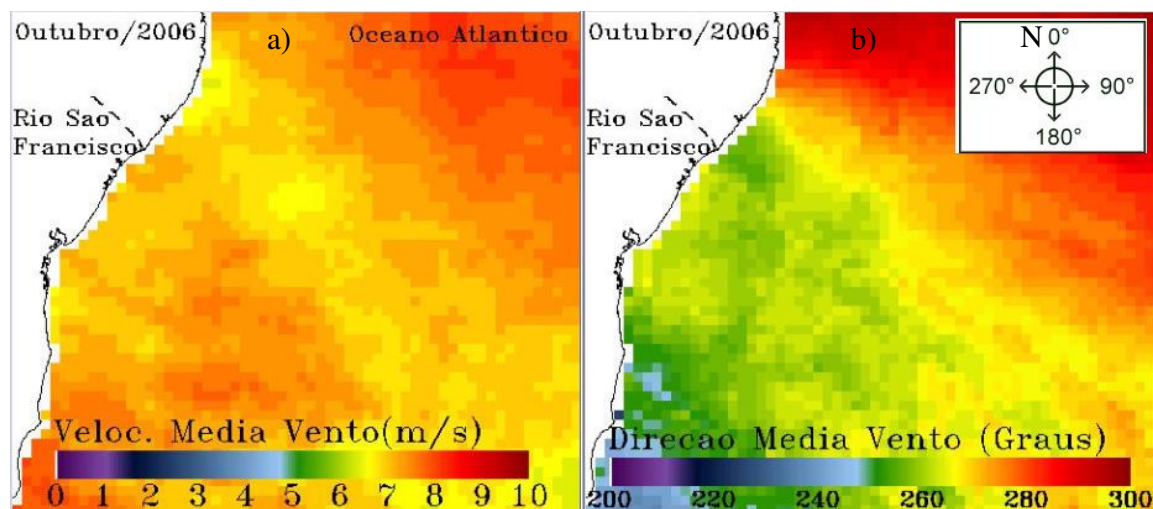 Outubro/2006
a)
Oceano Atlantico
Rio Sao
Francisco
Veloc. Media Vento(m/s)
0 1 2 3 4 5 6 7 8 9 10
Outubro/2006
b)
N
0°
270°
90°
180°
Rio Sao
Francisco
Direcao Media Vento (Graus)
200 220 240 260 280 300